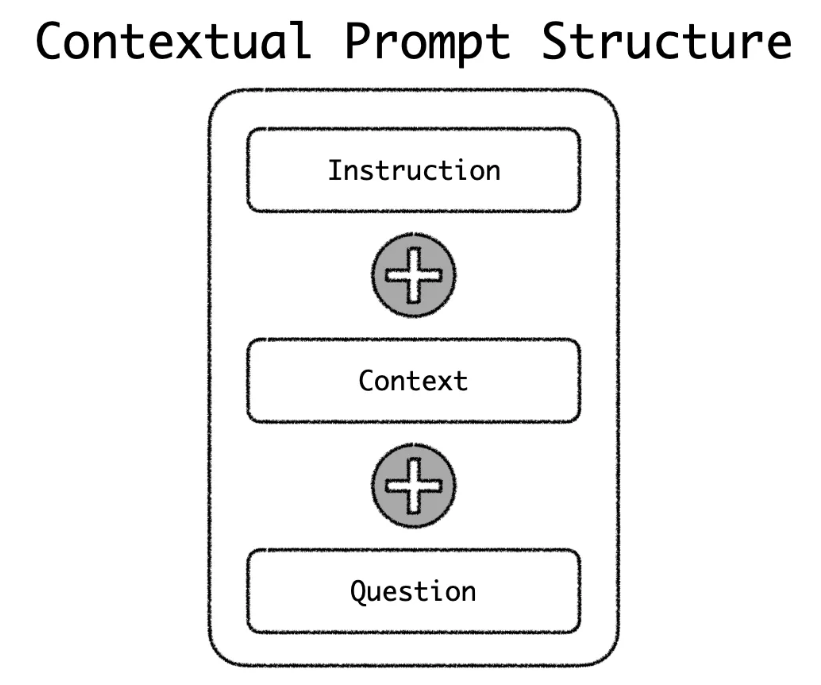 Contextual Prompt Structure
Instruction
Context
Question